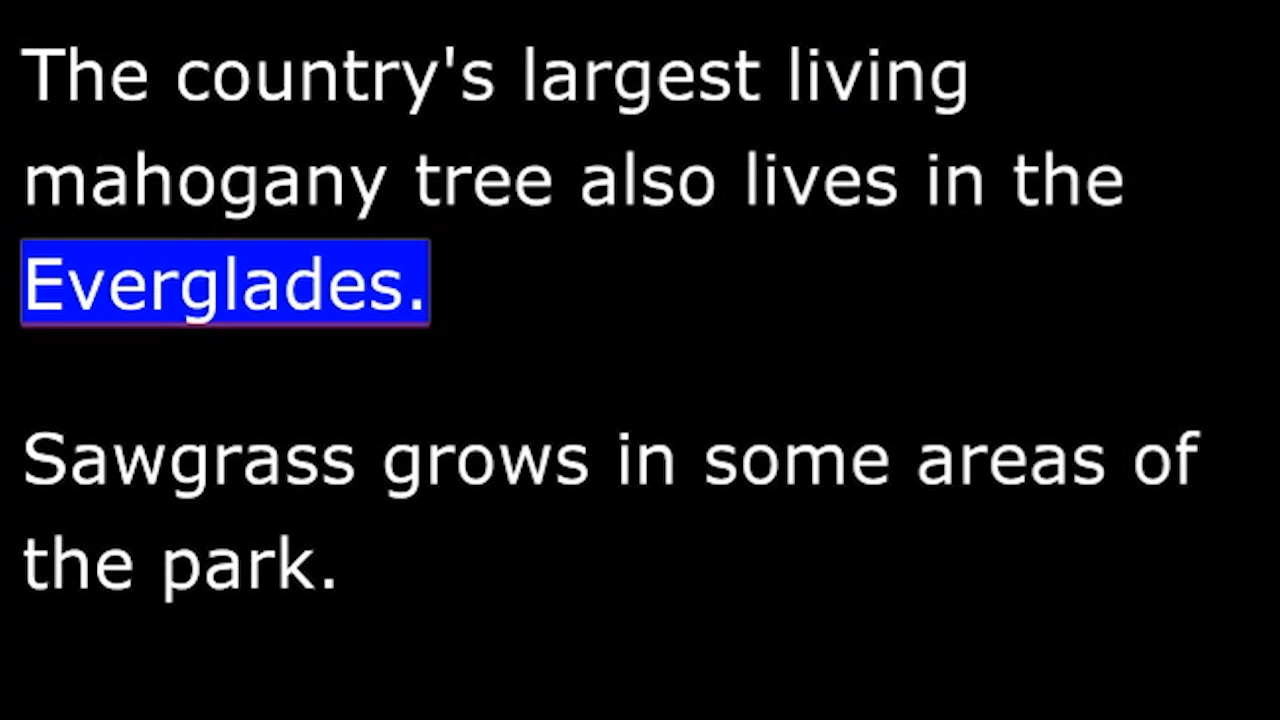 The country's largest living
mahogany tree also lives in the
Everglades.
Sawgrass grows in some areas of
the park.